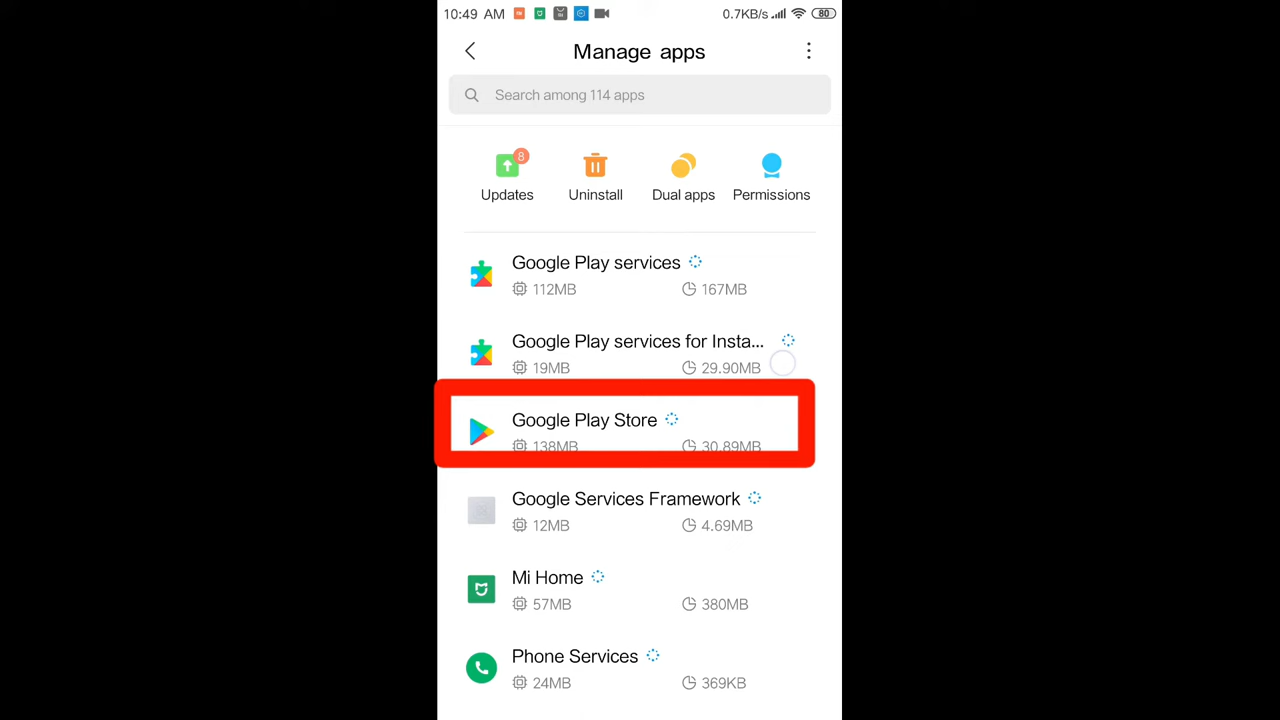 10:49 AM 0.7KB/s 80
Manage apps
Search among 114 apps
8
Updates Uninstall Dual apps Permissions
Google Play services
112MB 167MB
Google Play services for Insta...
19MB 29.90MB
Google Play Store
138MB 30.89MB
Google Services Framework
12MB 4.69MB
Mi Home
57MB 380MB
Phone Services
24MB 369KB